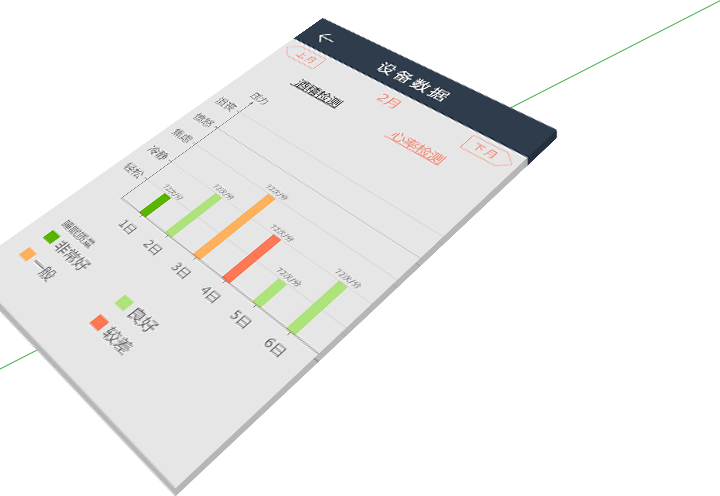 设备数据
上月
2月
下月
酒精检测
心率检测
压力
沮丧
愤怒
焦虑
冷静
轻松
72次/分
72次/分
72次/分
72次/分
72次/分
72次/分
1日
2日
3日
4日
5日
6日
睡眠质量
非常好
一般
良好
较差